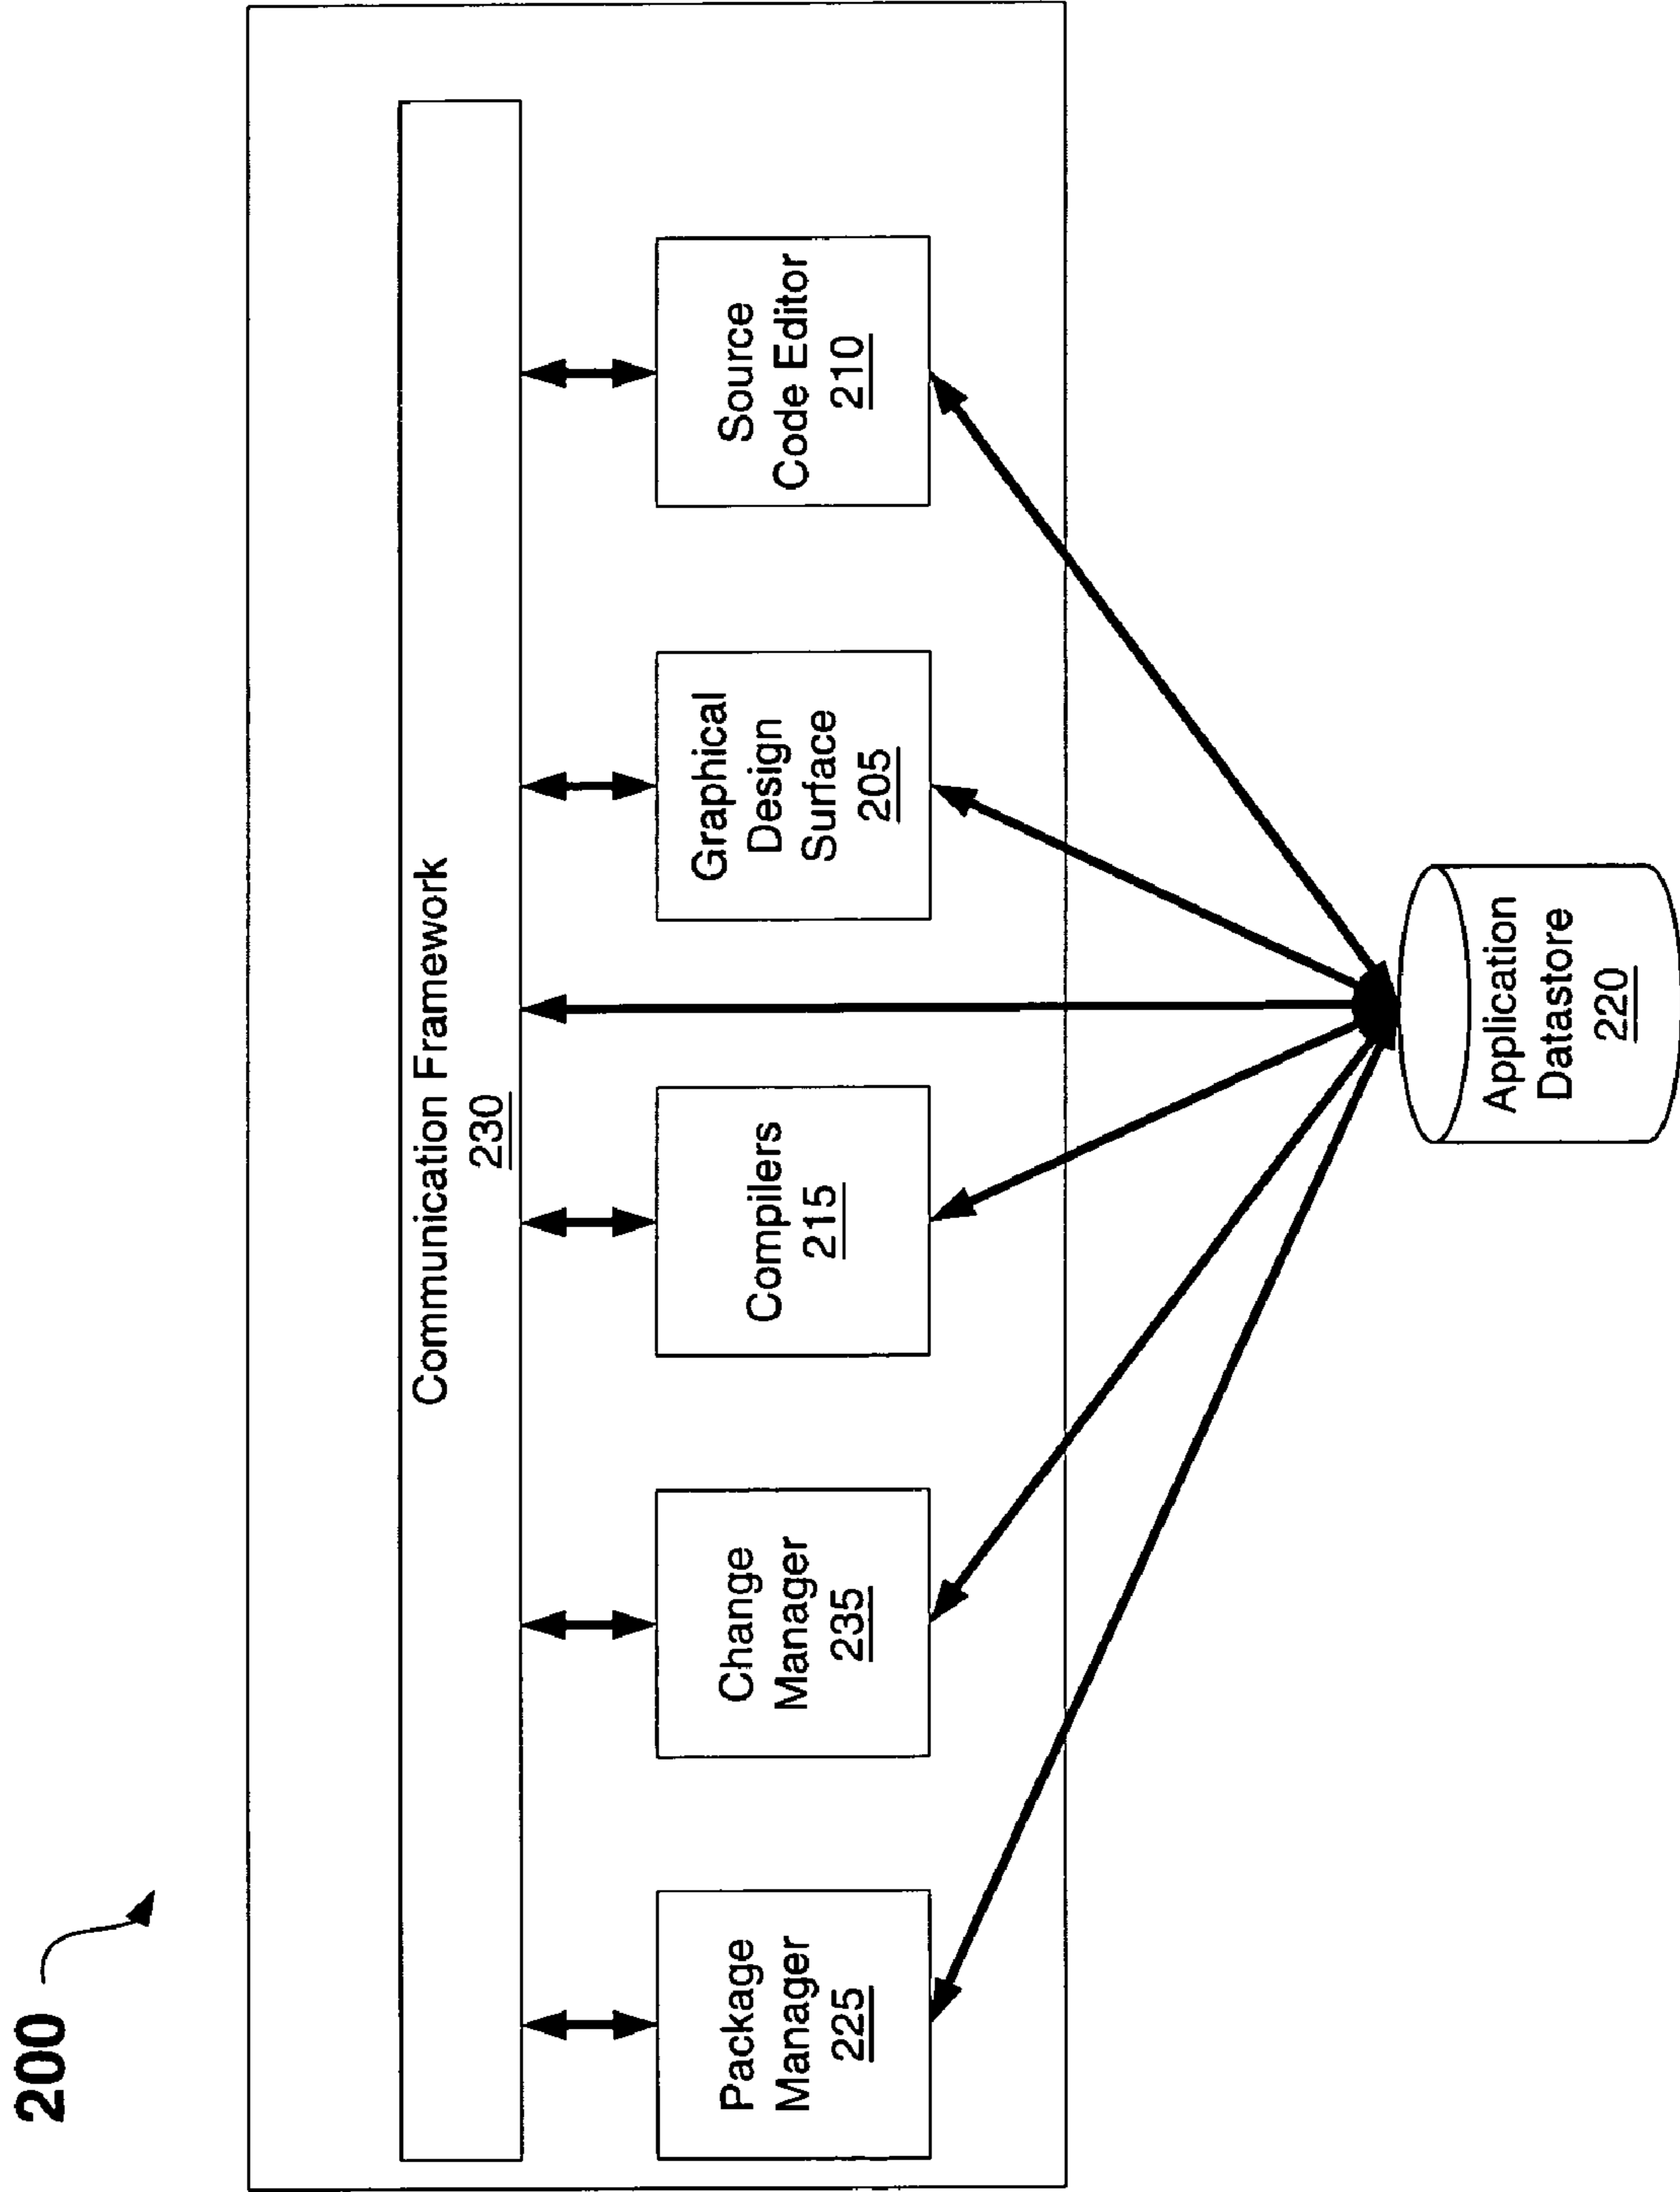 200
Communication Framework
230
Package
Manager
225
Change
Manager
235
Compilers
215
Graphical
Design
Surface
205
Source
Code Editor
210
Application
Datastore
220